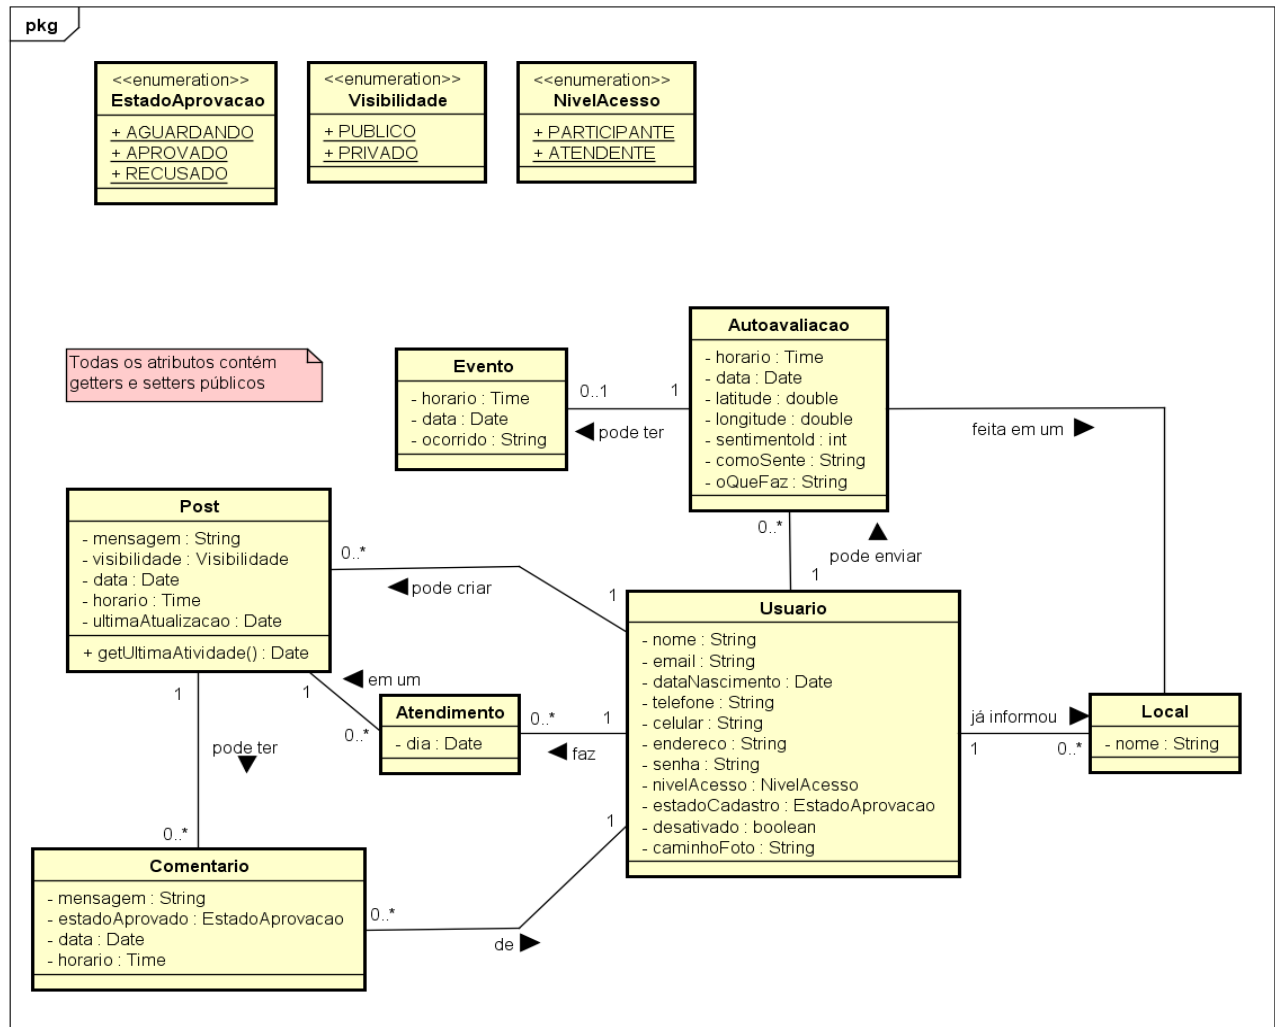 pkg
<<enumeration>>
EstadoAprovacao
+ AGUARDANDO
+ APROVADO
+ RECUSADO
<<enumeration>>
Visibilidade
+ PUBLICO
+ PRIVADO
<<enumeration>>
NivelAcesso
+ PARTICIPANTE
+ ATENDENTE
Todas os atributos contém
getters e setters públicos
Evento
- horario : Time
- data : Date
- ocorrido : String
0..1
1
pode ter
Autoavaliacao
- horario : Time
- data : Date
- latitude : double
- longitude : double
- sentimentoId : int
- comoSente : String
- oQueFaz : String
feita em um
0..*
pode enviar
1
Post
- mensagem : String
- visibilidade : Visibilidade
- data : Date
- horario : Time
- ultimaAtualizacao : Date
+ getUltimaAtividade() : Date
0..*
pode criar
1
Usuario
- nome : String
- email : String
- dataNascimento : Date
- telefone : String
- celular : String
- endereco : String
- senha : String
- nivelAcesso : NivelAcesso
- estadoCadastro : EstadoAprovacao
- desativado : boolean
- caminhoFoto : String
em um
1
0..*
Atendimento
- dia : Date
0..*
1
faz
já informou
1
0..*
Local
- nome : String
1
pode ter
0..*
Comentario
- mensagem : String
- estadoAprovado : EstadoAprovacao
- data : Date
- horario : Time
0..*
de
1